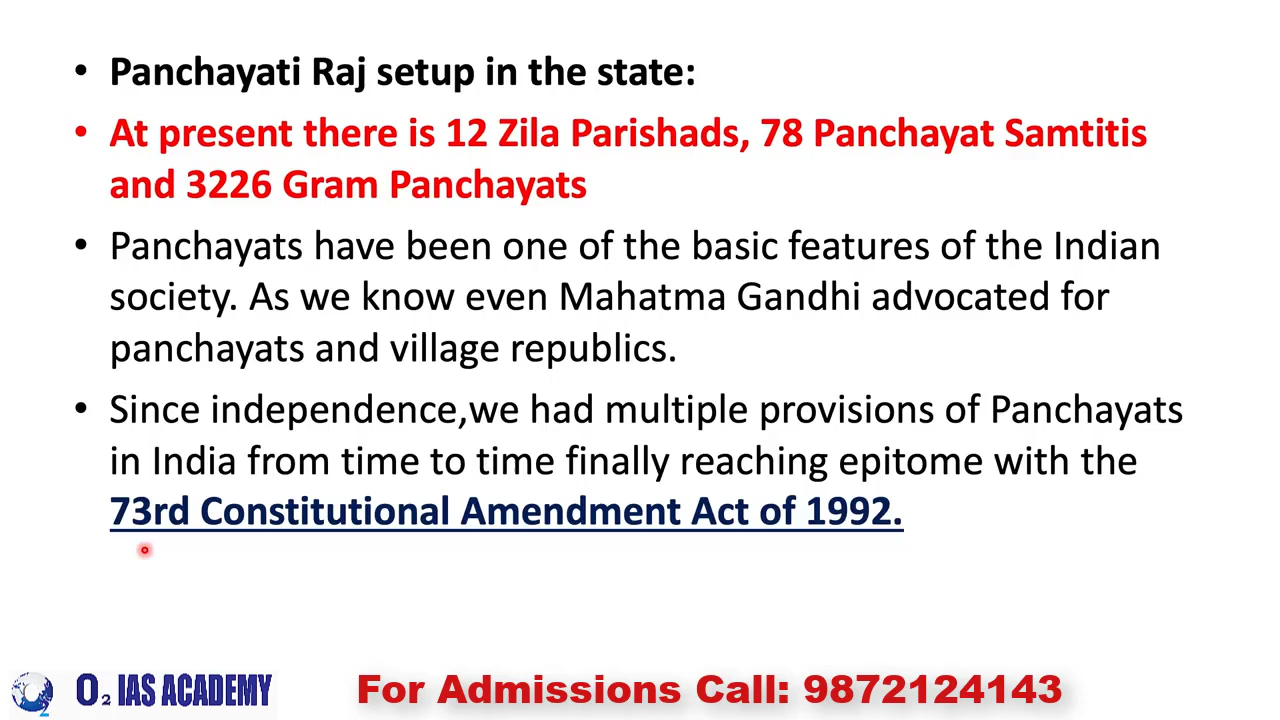 • Panchayati Raj setup in the state:
• At present there is 12 Zila Parishads, 78 Panchayat Samtitis
and 3226 Gram Panchayats
• Panchayats have been one of the basic features of the Indian
society. As we know even Mahatma Gandhi advocated for
panchayats and village republics.
• Since independence,we had multiple provisions of Panchayats
in India from time to time finally reaching epitome with the
73rd Constitutional Amendment Act of 1992.
O2 IAS ACADEMY
For Admissions Call: 9872124143